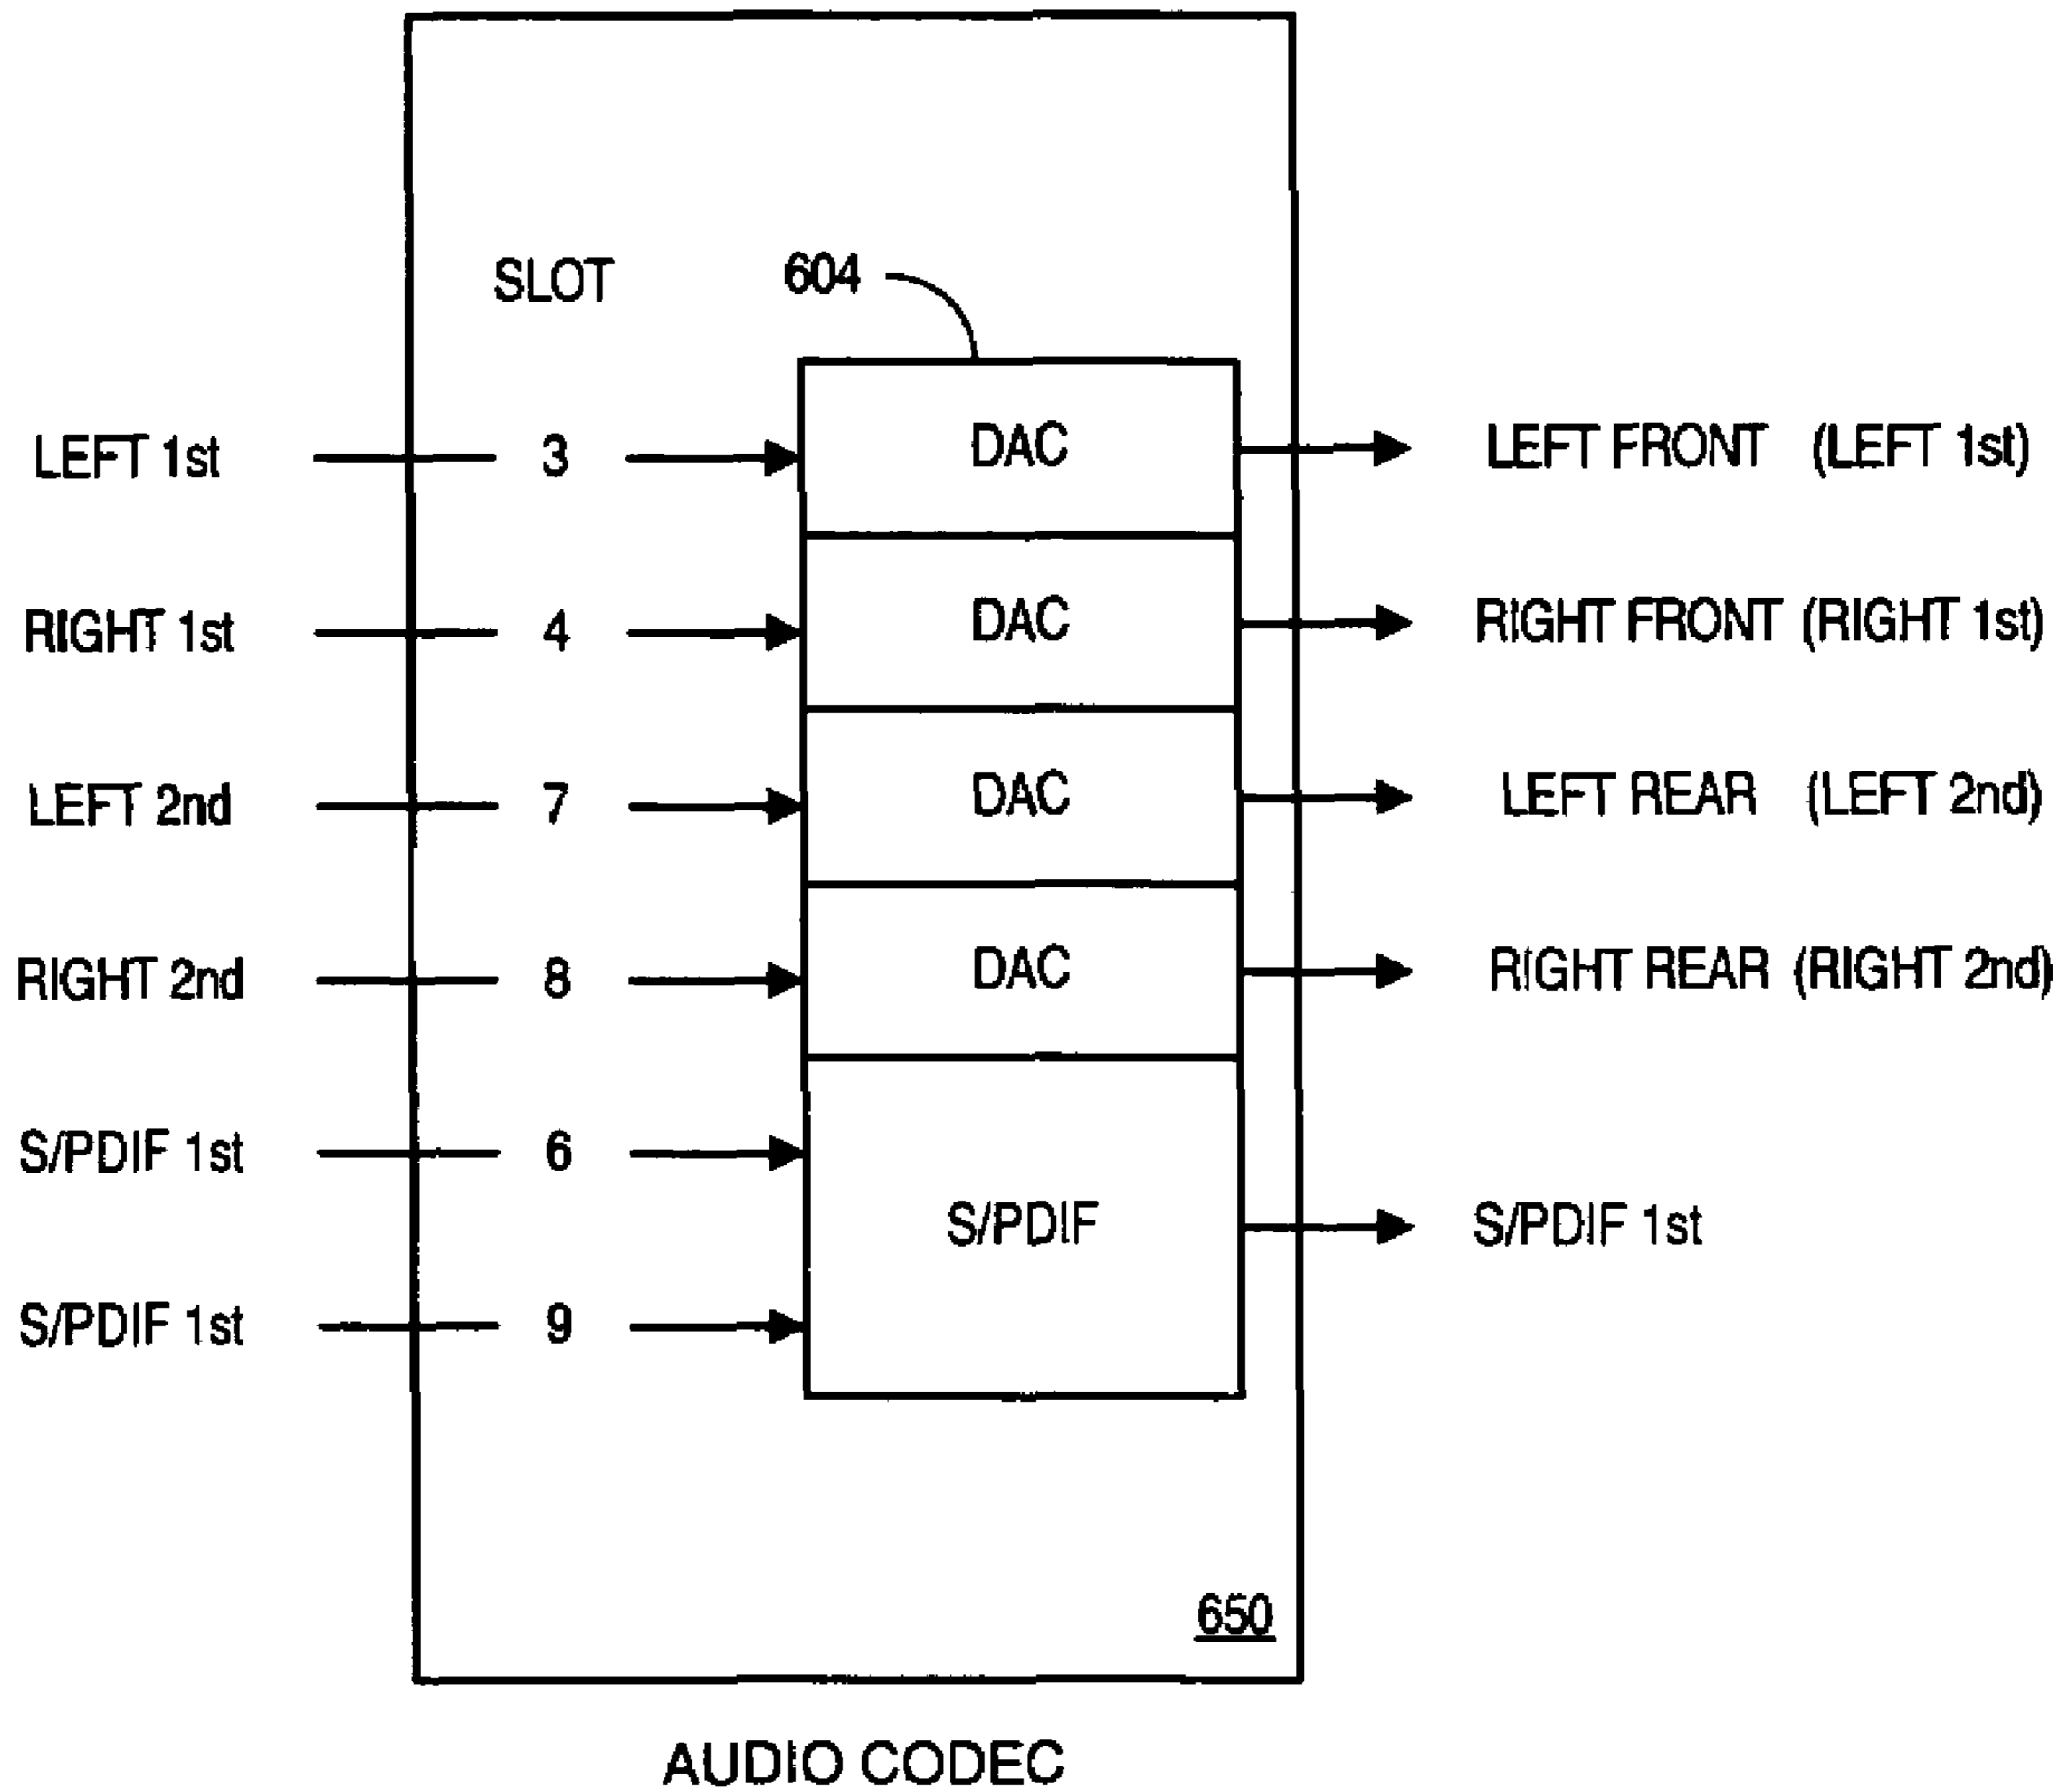 SLOT 604
LEFT 1st 3 DAC LEFT FRONT (LEFT 1st)
RIGHT 1st 4 DAC RIGHT FRONT (RIGHT 1st)
LEFT 2nd 7 DAC LEFT REAR (LEFT 2nd)
RIGHT 2nd 8 DAC RIGHT REAR (RIGHT 2nd)
S/PDIF 1st 6
S/PDIF S/PDIF 1st
S/PDIF 1st 9
650
AUDIO CODEC